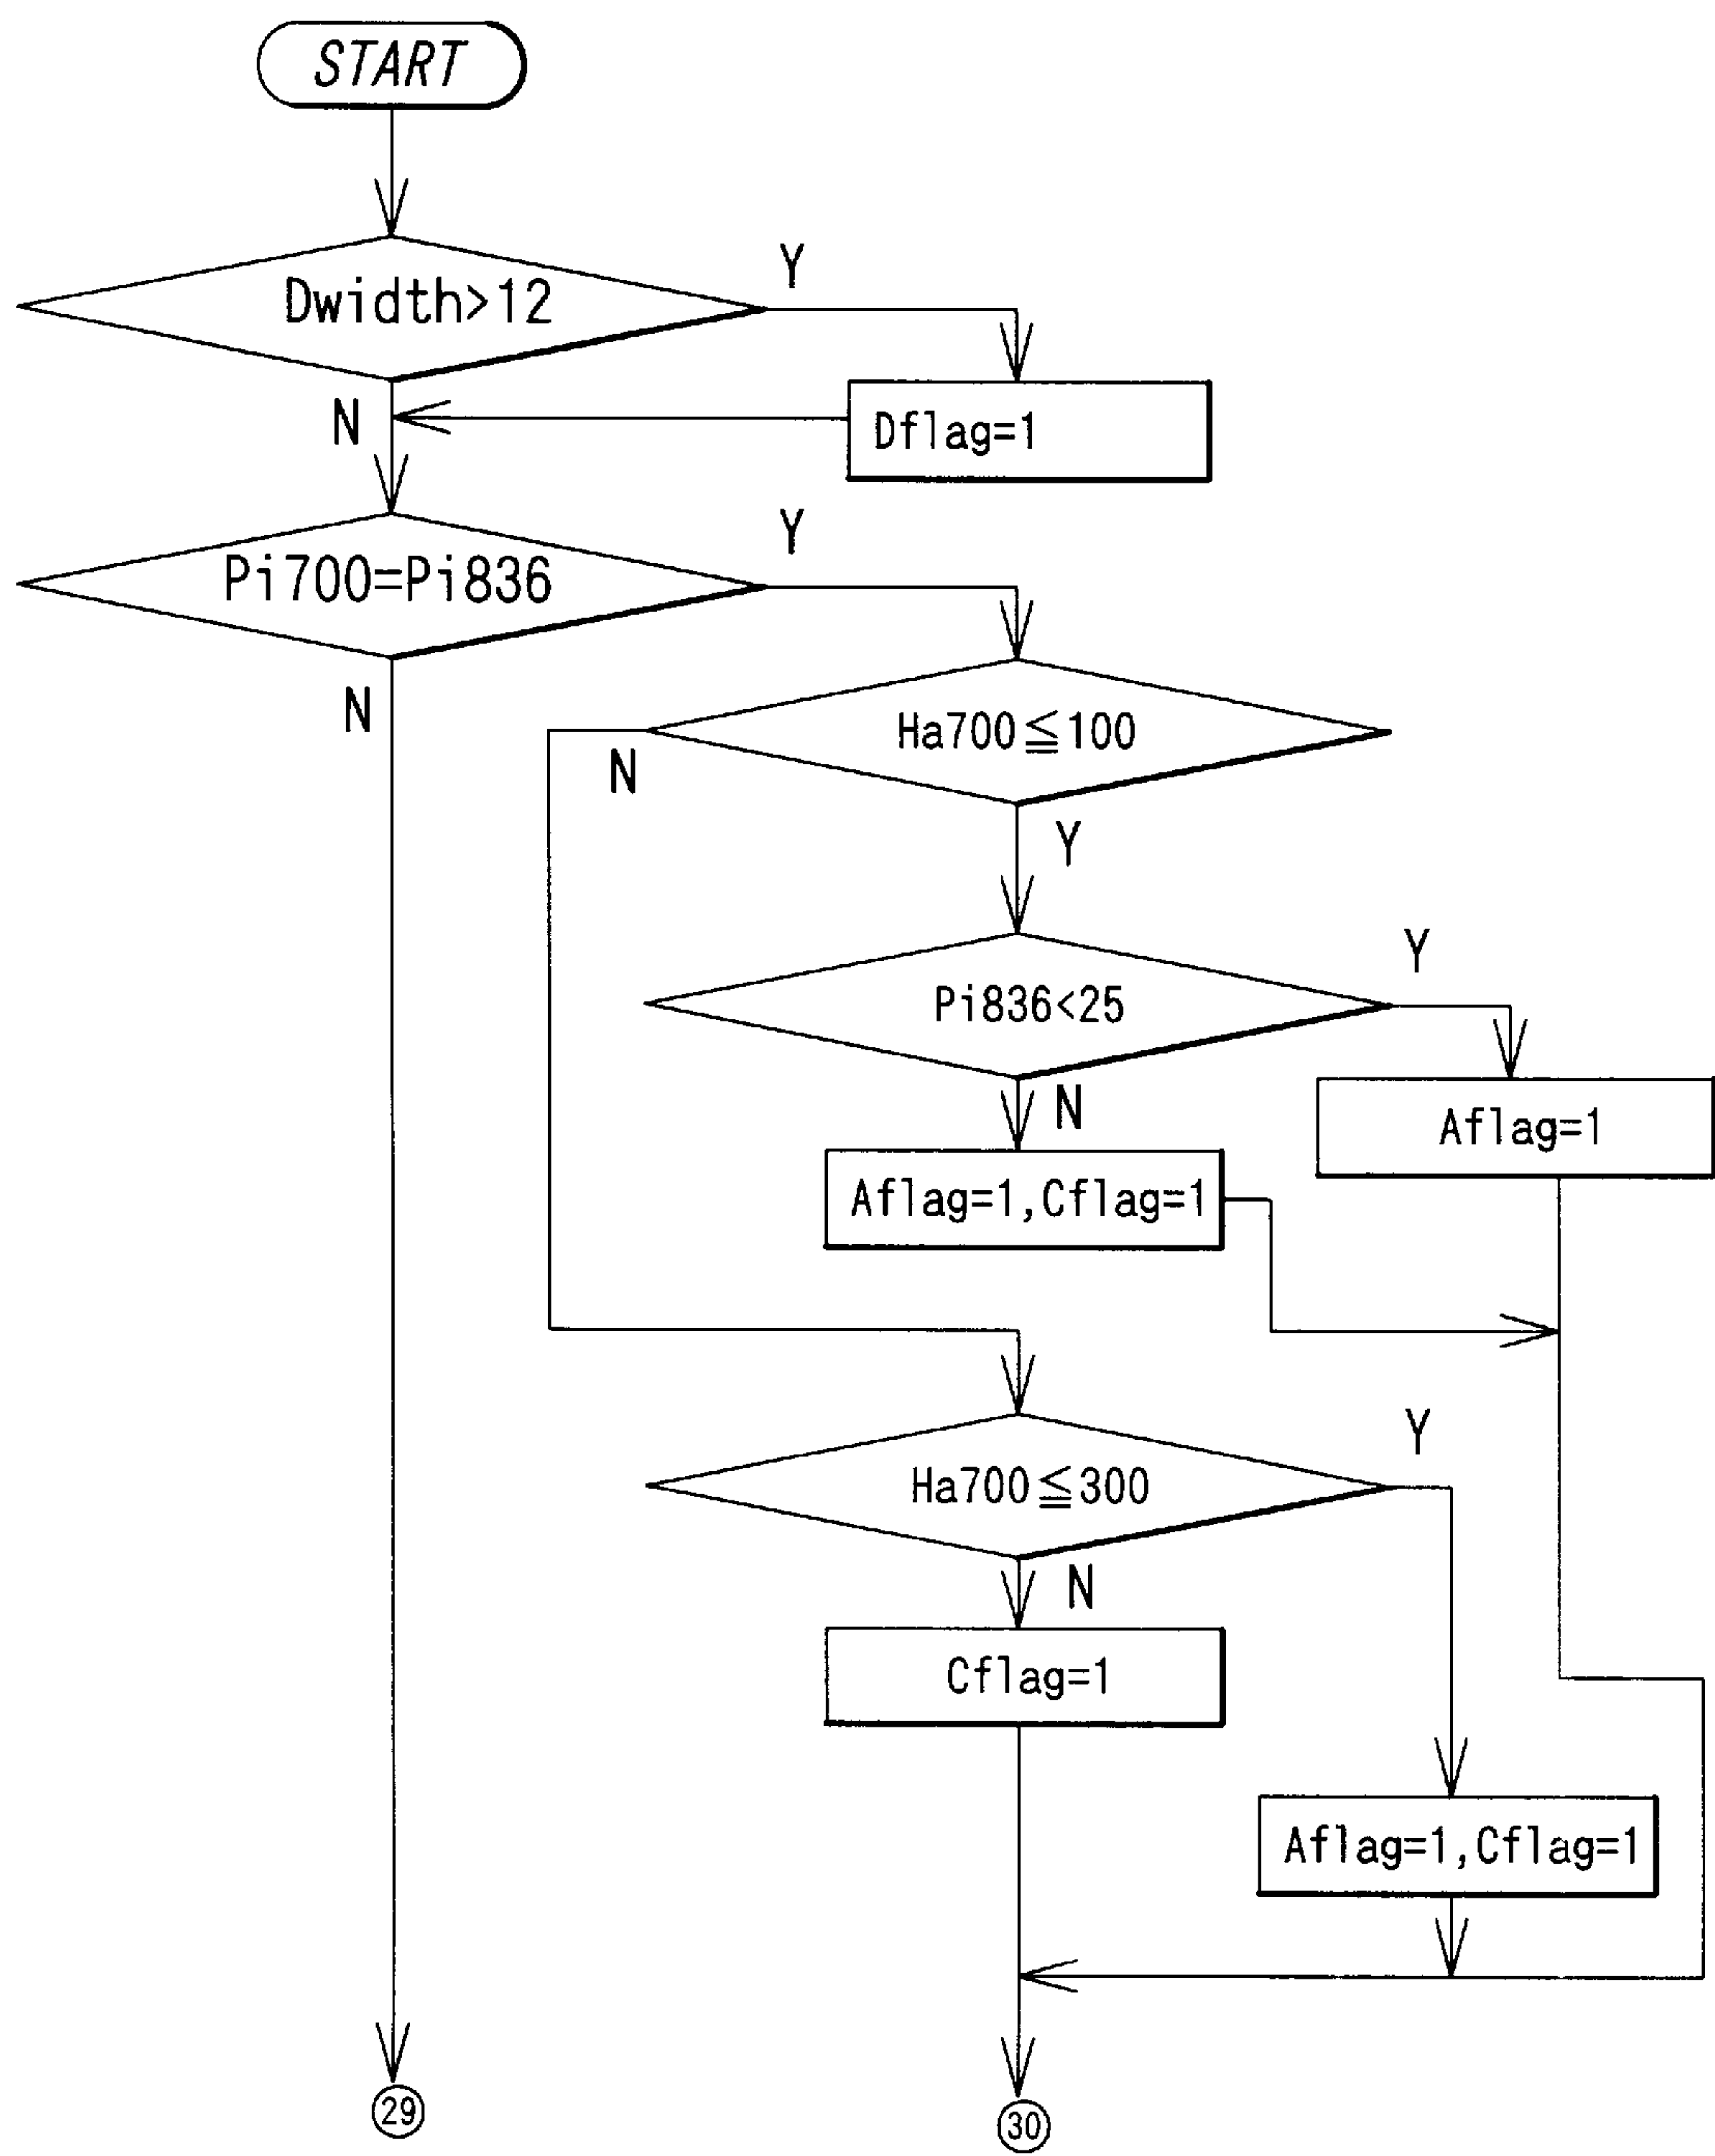 START
Dwidth>12
Y
N
Dflag=1
Pi700=Pi836
Y
N
Ha700≦100
N
Y
Pi836<25
Y
N
Aflag=1
Aflag=1,Cflag=1
Ha700≦300
Y
N
Cflag=1
Aflag=1,Cflag=1
29
30